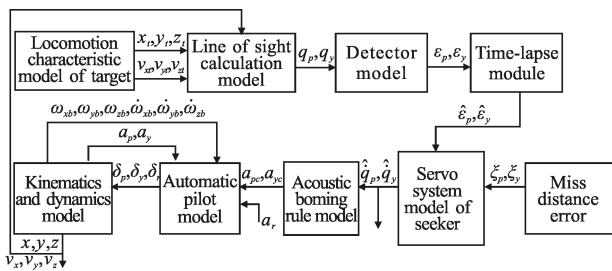 Locomotion
characteristic
model of target
x_t,y_t,z_t
v_xt,v_yt,v_zt
Line of sight
calculation
model
q_p,q_y
Detector
model
ε_p,ε_y
Time-lapse
module
ε̂_p,ε̂_y
ω_xb,ω_yb,ω_zb,ω̇_xb,ω̇_yb,ω̇_zb
a_p,a_y
Kinematics
and dynamics
model
δ_p,δ_y,δ_r
Automatic
pilot
model
a_pc,a_yc
a_r
Acoustic
boming
rule model
q̇̂_p,q̇̂_y
Servo
system
model of
seeker
ξ_p,ξ_y
Miss
distance
error
x,y,z
v_x,v_y,v_z